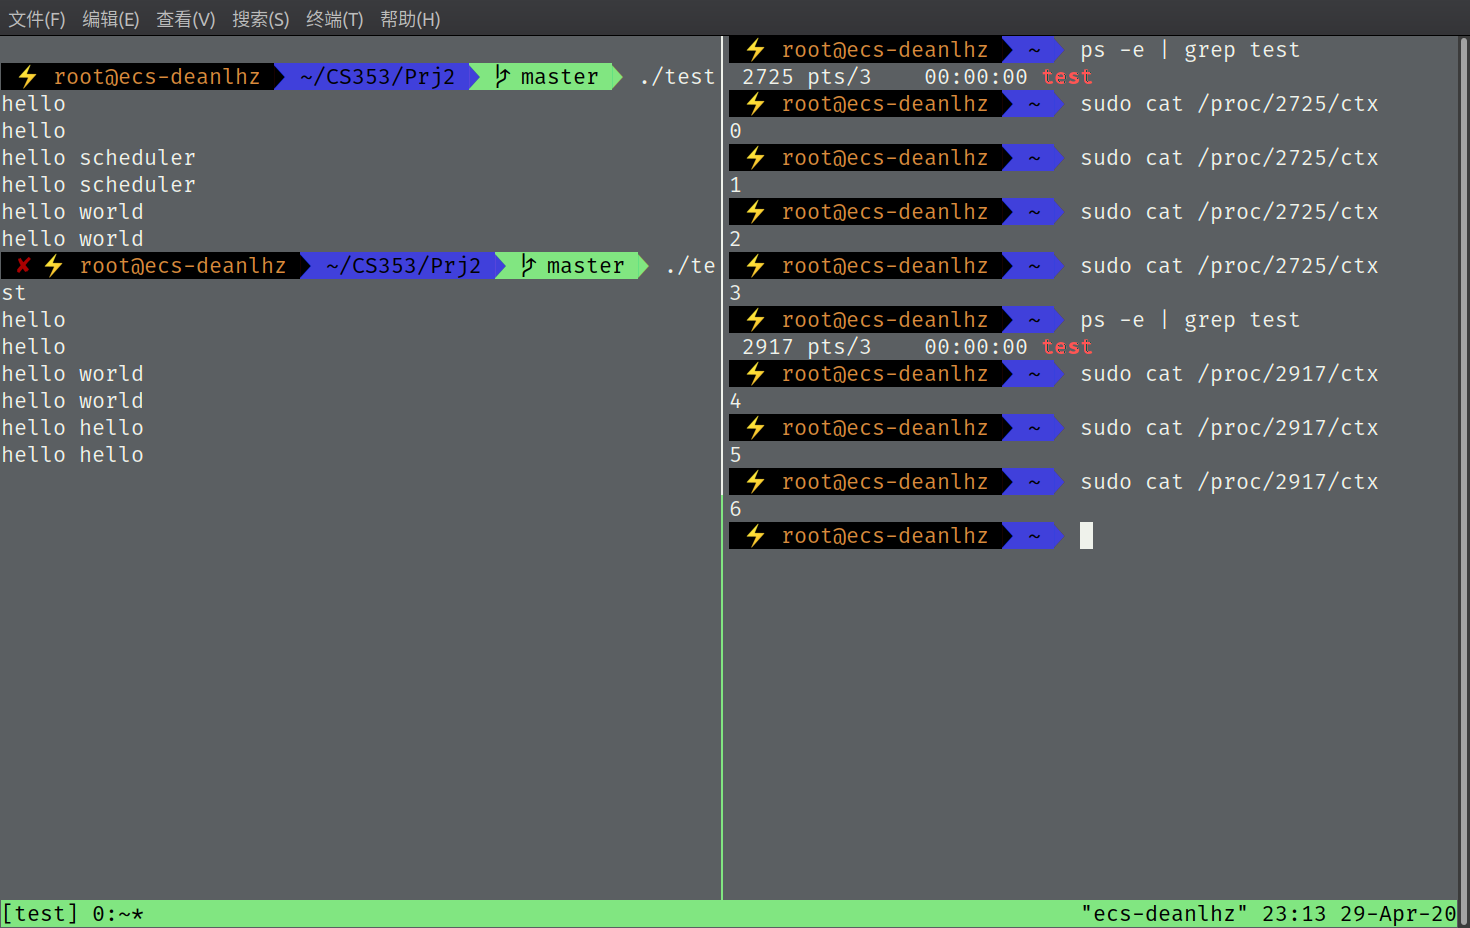 文件(F) 编辑(E) 查看(V) 搜索(S) 终端(T) 帮助(H)
⚡ root@ecs-deanlhz ~/CS353/Prj2 master ./test
hello
hello
hello scheduler
hello scheduler
hello world
hello world
✘ ⚡ root@ecs-deanlhz ~/CS353/Prj2 master ./te
st
hello
hello
hello world
hello world
hello hello
hello hello
⚡ root@ecs-deanlhz ~ ps -e | grep test
2725 pts/3 00:00:00 test
⚡ root@ecs-deanlhz ~ sudo cat /proc/2725/ctx
0
⚡ root@ecs-deanlhz ~ sudo cat /proc/2725/ctx
1
⚡ root@ecs-deanlhz ~ sudo cat /proc/2725/ctx
2
⚡ root@ecs-deanlhz ~ sudo cat /proc/2725/ctx
3
⚡ root@ecs-deanlhz ~ ps -e | grep test
2917 pts/3 00:00:00 test
⚡ root@ecs-deanlhz ~ sudo cat /proc/2917/ctx
4
⚡ root@ecs-deanlhz ~ sudo cat /proc/2917/ctx
5
⚡ root@ecs-deanlhz ~ sudo cat /proc/2917/ctx
6
⚡ root@ecs-deanlhz ~
[test] 0:~* "ecs-deanlhz" 23:13 29-Apr-20